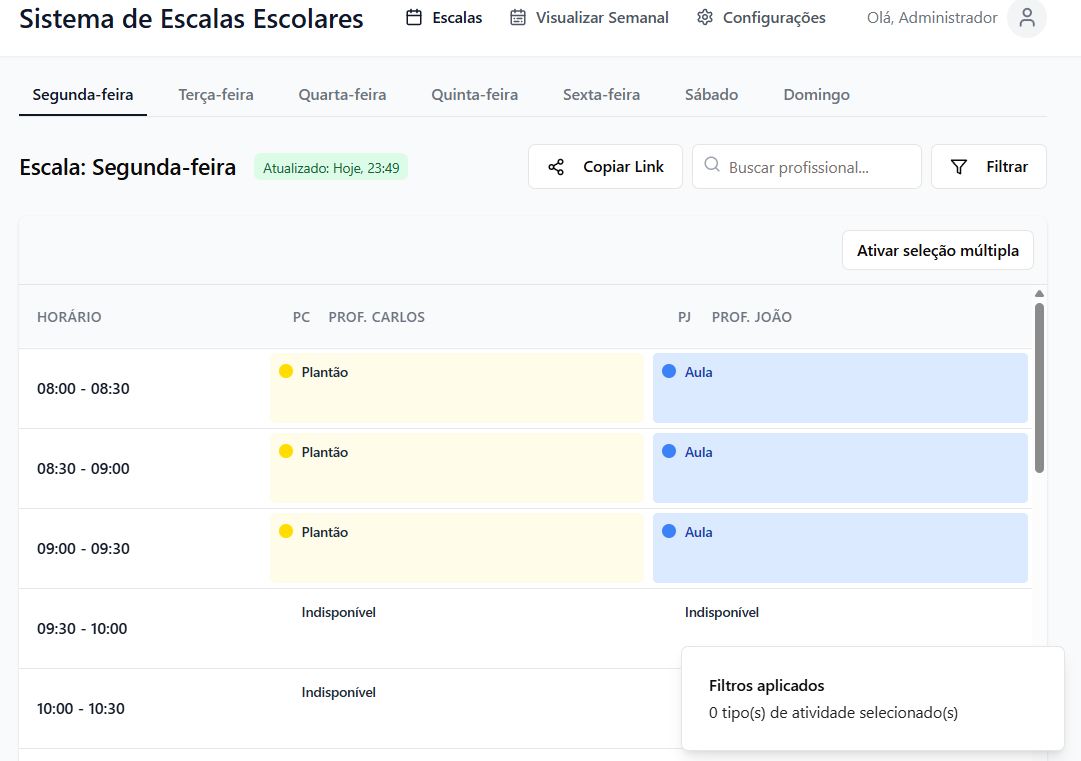 Sistema de Escalas Escolares
Escalas
Visualizar Semanal
Configurações
Olá, Administrador
Segunda-feira
Terça-feira
Quarta-feira
Quinta-feira
Sexta-feira
Sábado
Domingo
Escala: Segunda-feira
Atualizado: Hoje, 23:49
Copiar Link
Buscar profissional...
Filtrar
Ativar seleção múltipla
HORÁRIO
PC PROF. CARLOS
PJ PROF. JOÃO
08:00 - 08:30
Plantão
Aula
08:30 - 09:00
Plantão
Aula
09:00 - 09:30
Plantão
Aula
09:30 - 10:00
Indisponível
Indisponível
10:00 - 10:30
Indisponível
Filtros aplicados
0 tipo(s) de atividade selecionado(s)